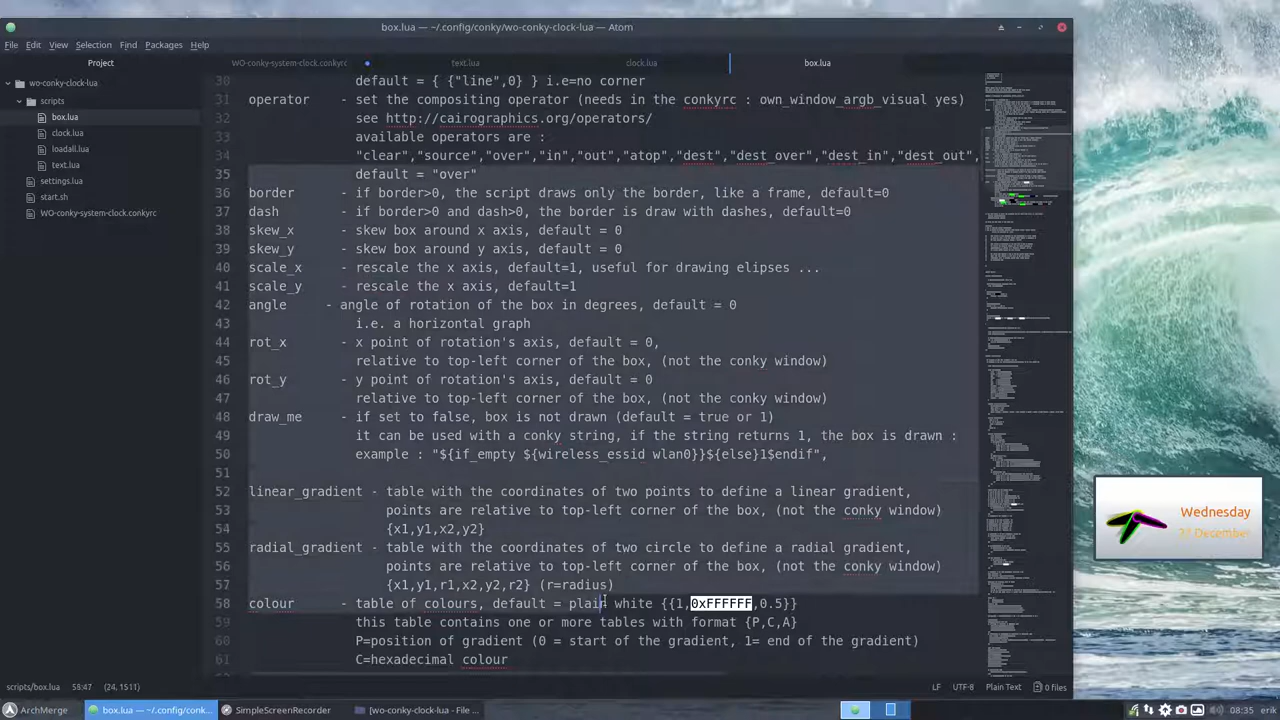 box.lua — ~/.config/conky/wo-conky-clock-lua — Atom
File Edit View Selection Find Packages Help
Project
WO-conky-system-clock.conkyrc
text.lua
clock.lua
box.lua
wo-conky-clock-lua
scripts
box.lua
clock.lua
loadall.lua
text.lua
settings.lua
start.sh
WO-conky-system-clock.conkyrc
30 default = { {"line",0} } i.e=no corner
31 operator - set the compositing operator (needs in the conkyrc : own_window_argb_visual yes)
32 see http://cairographics.org/operators/
33 available operators are :
34 "clear","source","over","in","out","atop","dest","dest_over","dest_in","dest_out",
35 default = "over"
36 border - if border>0, the script draws only the border, like a frame, default=0
37 dash - if border>0 and dash>0, the border is draw with dashes, default=0
38 skew_x - skew box around x axis, default = 0
39 skew_y - skew box around y axis, default = 0
40 scale_x - rescale the x axis, default=1, useful for drawing elipses ...
41 scale_y - rescale the x axis, default=1
42 angle - angle of rotation of the box in degrees, default = 0
43 i.e. a horizontal graph
44 rot_x - x point of rotation's axis, default = 0,
45 relative to top-left corner of the box, (not the conky window)
46 rot_y - y point of rotation's axis, default = 0
47 relative to top-left corner of the box, (not the conky window)
48 draw_me - if set to false, box is not drawn (default = true or 1)
49 it can be used with a conky string, if the string returns 1, the box is drawn :
50 example : "${if_empty ${wireless_essid wlan0}}${else}1$endif",
51
52 linear_gradient - table with the coordinates of two points to define a linear gradient,
53 points are relative to top-left corner of the box, (not the conky window)
54 {x1,y1,x2,y2}
55 radial_gradient - table with the coordinates of two circle to define a radial gradient,
56 points are relative to top-left corner of the box, (not the conky window)
57 {x1,y1,r1,x2,y2,r2} (r=radius)
58 colour - table of colours, default = plain white {{1,0xFFFFFF,0.5}}
59 this table contains one or more tables with format {P,C,A}
60 P=position of gradient (0 = start of the gradient, 1= end of the gradient)
61 C=hexadecimal colour
Wednesday
27 December
scripts/box.lua 58:47 (24, 1511)
LF UTF-8 Plain Text 0 files
ArchMerge
box.lua — ~/.config/conk...
SimpleScreenRecorder
two-conky-clock-lua - File ...
08:35 erik